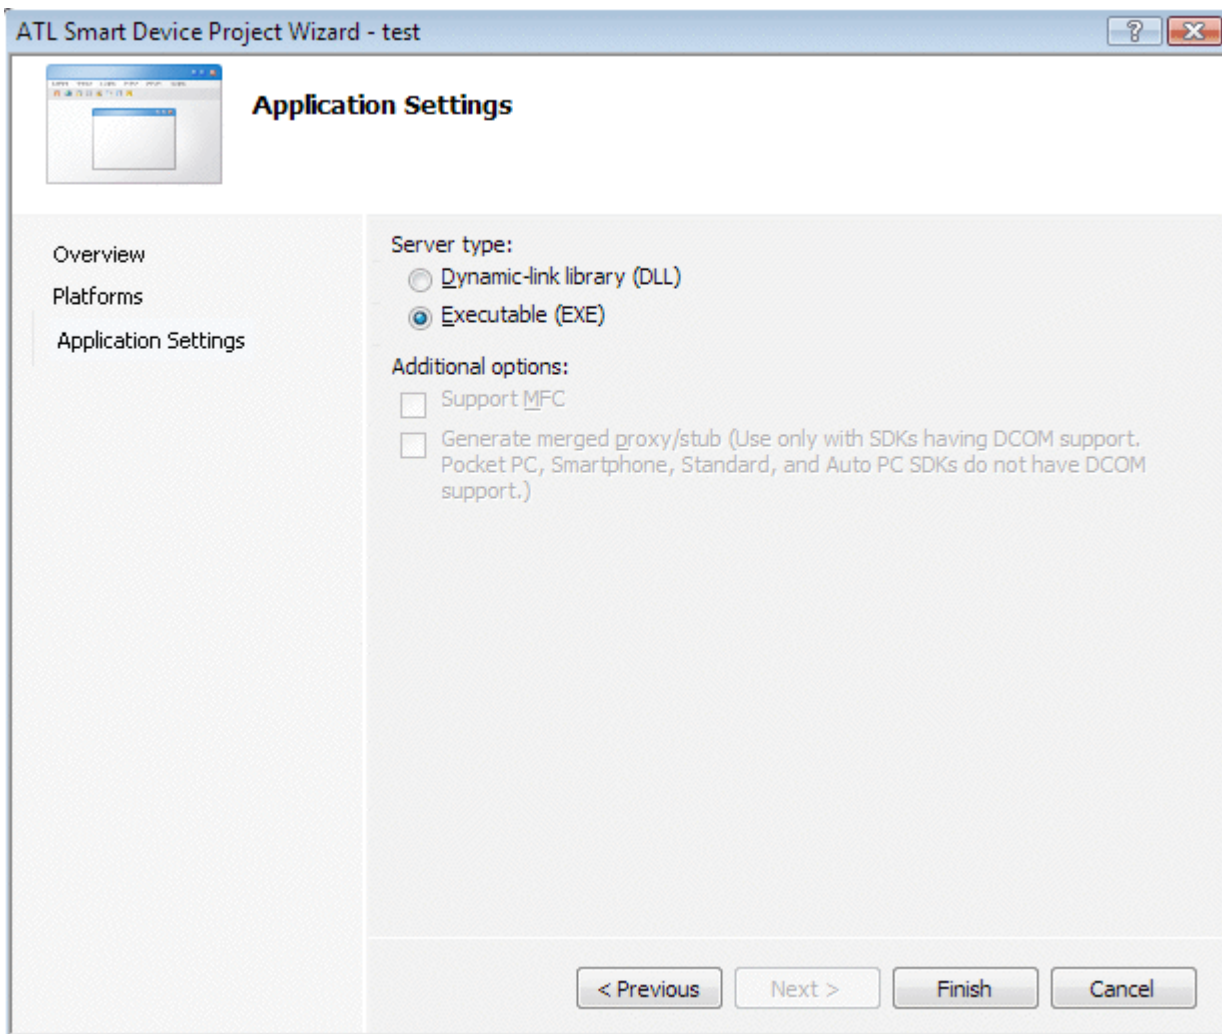 ATL Smart Device Project Wizard - test
Application Settings
Overview
Platforms
Application Settings
Server type:
Dynamic-link library (DLL)
Executable (EXE)
Additional options:
Support MFC
Generate merged proxy/stub (Use only with SDKs having DCOM support.
Pocket PC, Smartphone, Standard, and Auto PC SDKs do not have DCOM
support.)
< Previous
Next >
Finish
Cancel